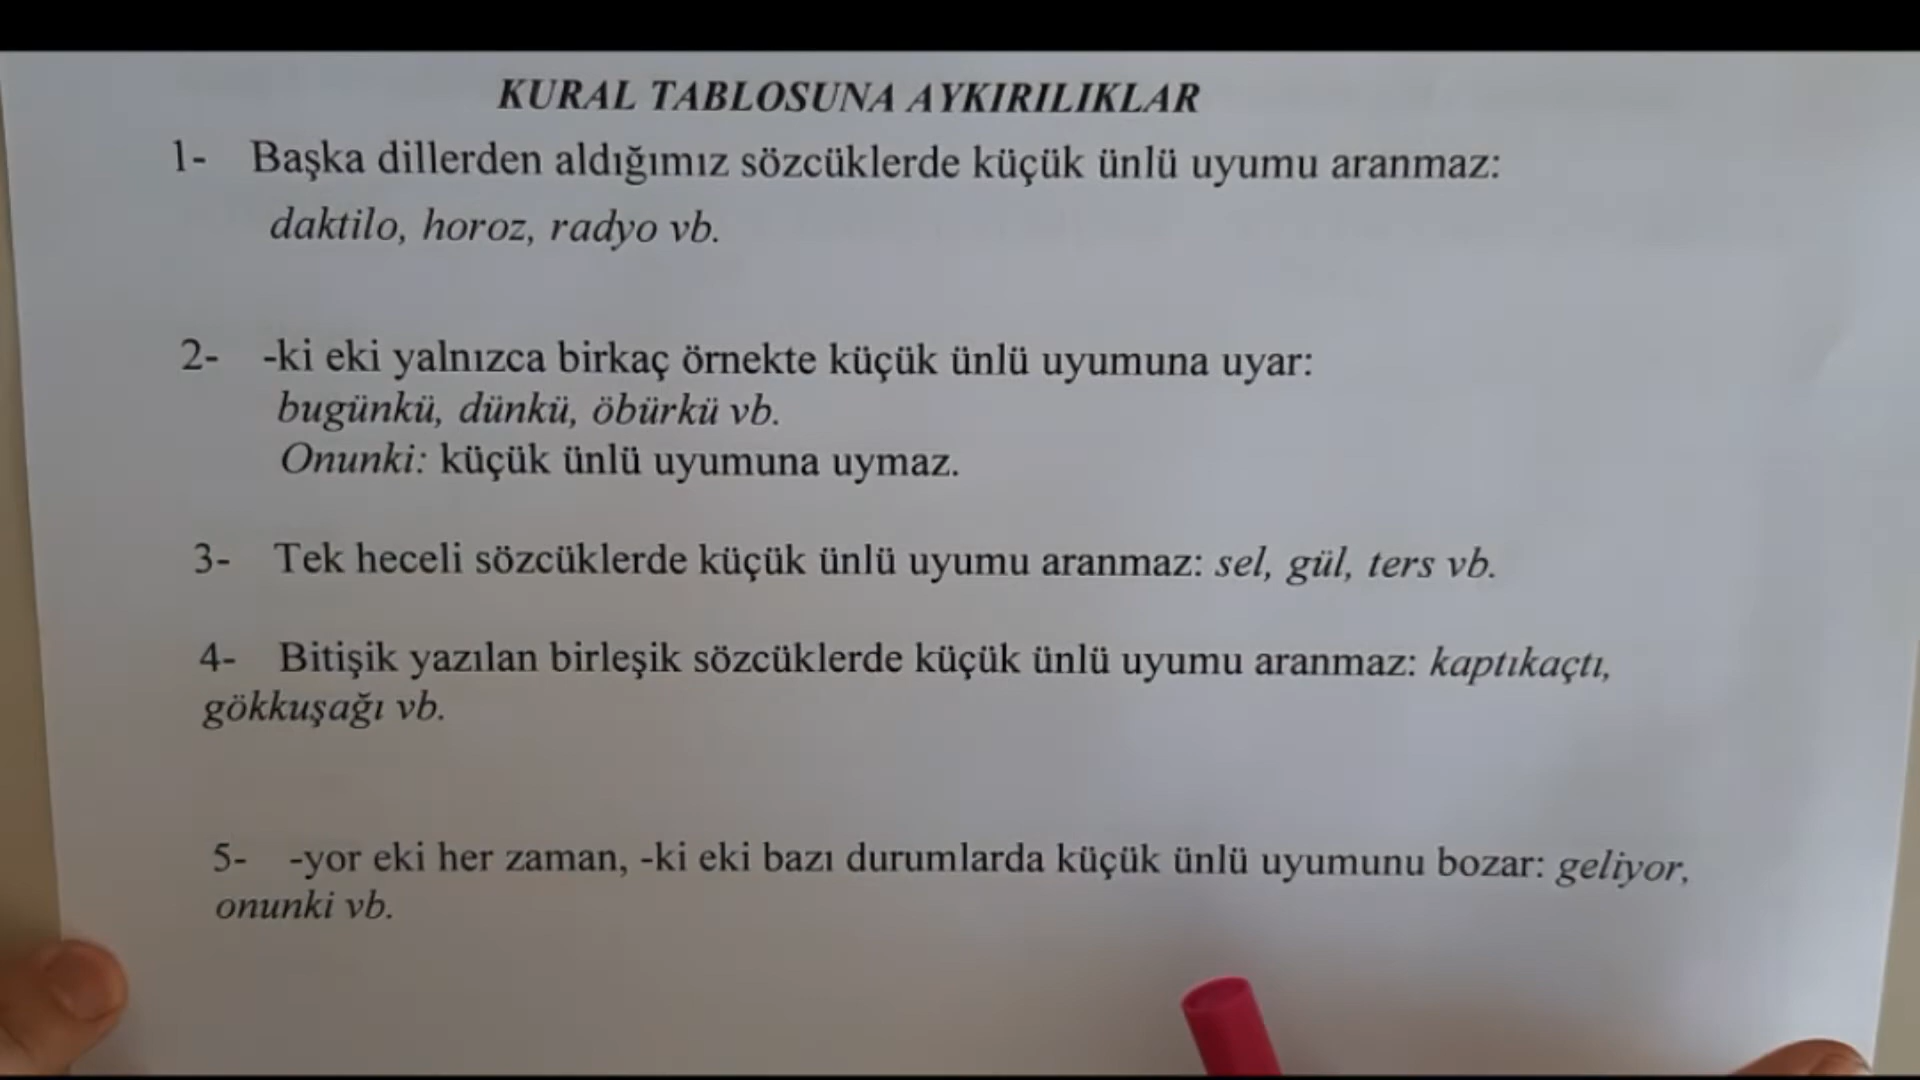 KURAL TABLOSUNA AYKIRILIKLAR
1- Başka dillerden aldığımız sözcüklerde küçük ünlü uyumu aranmaz:
daktilo, horoz, radyo vb.
2- -ki eki yalnızca birkaç örnekte küçük ünlü uyumuna uyar:
bugünkü, dünkü, öbürkü vb.
Onunki: küçük ünlü uyumuna uymaz.
3- Tek heceli sözcüklerde küçük ünlü uyumu aranmaz: sel, gül, ters vb.
4- Bitişik yazılan birleşik sözcüklerde küçük ünlü uyumu aranmaz: kaptıkaçtı,
gökkuşağı vb.
5- -yor eki her zaman, -ki eki bazı durumlarda küçük ünlü uyumunu bozar: geliyor,
onunki vb.